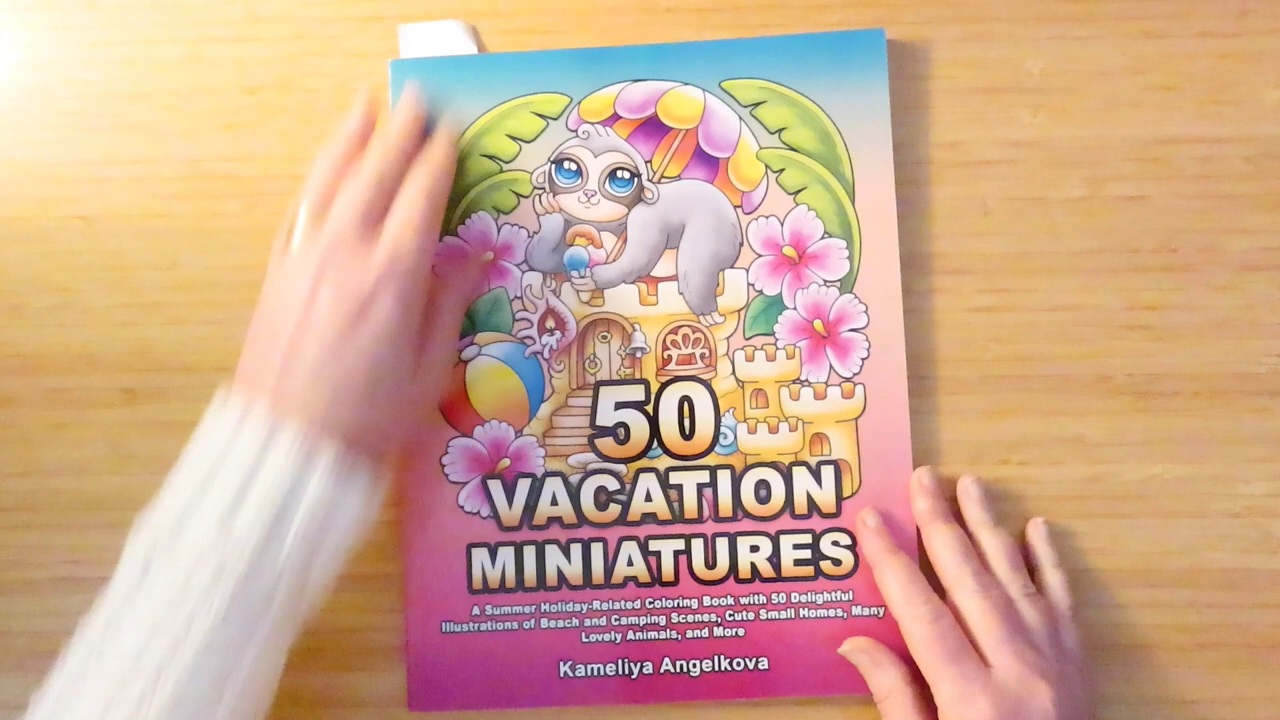 50
VACATION
MINIATURES
A Summer Holiday-Related Coloring Book with 50 Delightful
Illustrations of Beach and Camping Scenes, Cute Small Homes, Many
Lovely Animals, and More
Kameliya Angelkova